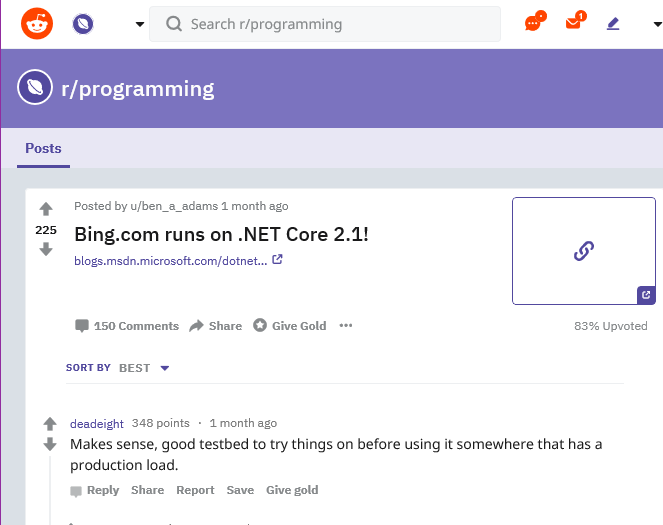 Search r/programming
1
r/programming
Posts
Posted by u/ben_a_adams 1 month ago
225
Bing.com runs on .NET Core 2.1!
blogs.msdn.microsoft.com/dotnet...
150 Comments Share Give Gold ··· 83% Upvoted
SORT BY BEST
deadeight 348 points · 1 month ago
Makes sense, good testbed to try things on before using it somewhere that has a
production load.
Reply Share Report Save Give gold